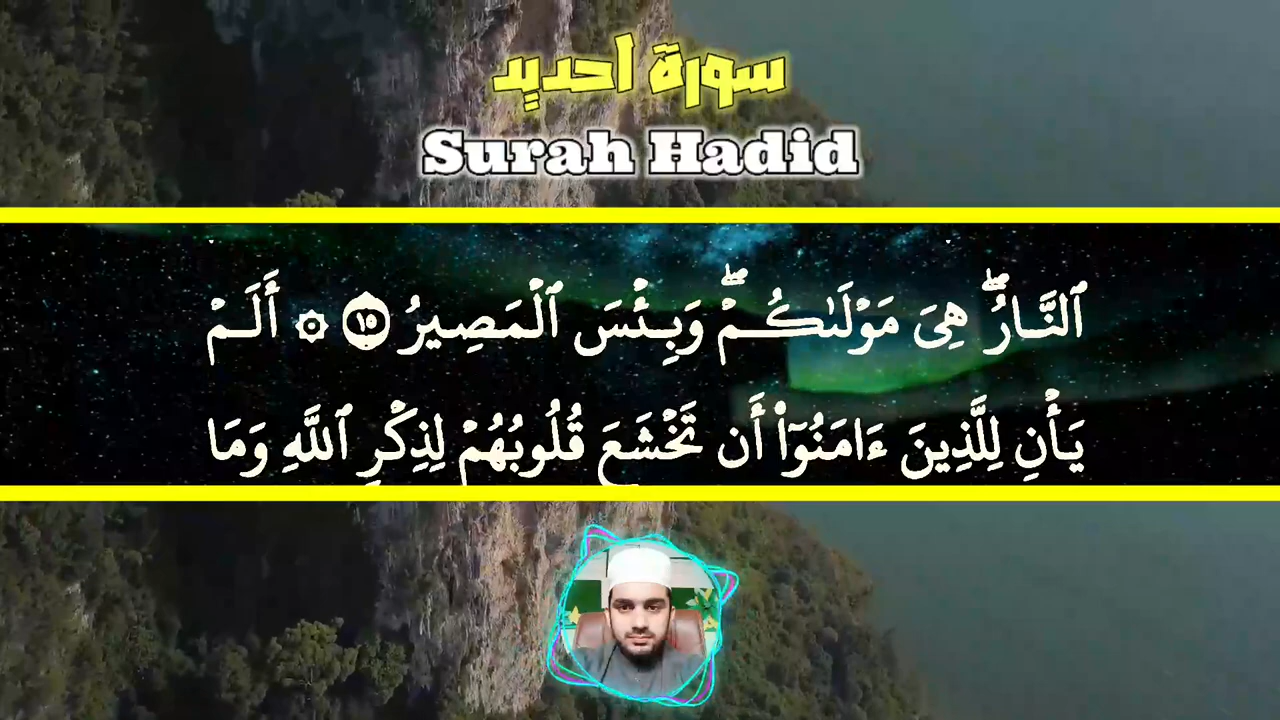 سورة احديد
Surah Hadid
ٱلنَّارُ ۖ هِىَ مَوْلَىٰكُمْ ۖ وَبِئْسَ ٱلْمَصِيرُ ١٥ ۞ أَلَمْ
يَأْنِ لِلَّذِينَ ءَامَنُوٓا۟ أَن تَخْشَعَ قُلُوبُهُمْ لِذِكْرِ ٱللَّهِ وَمَا